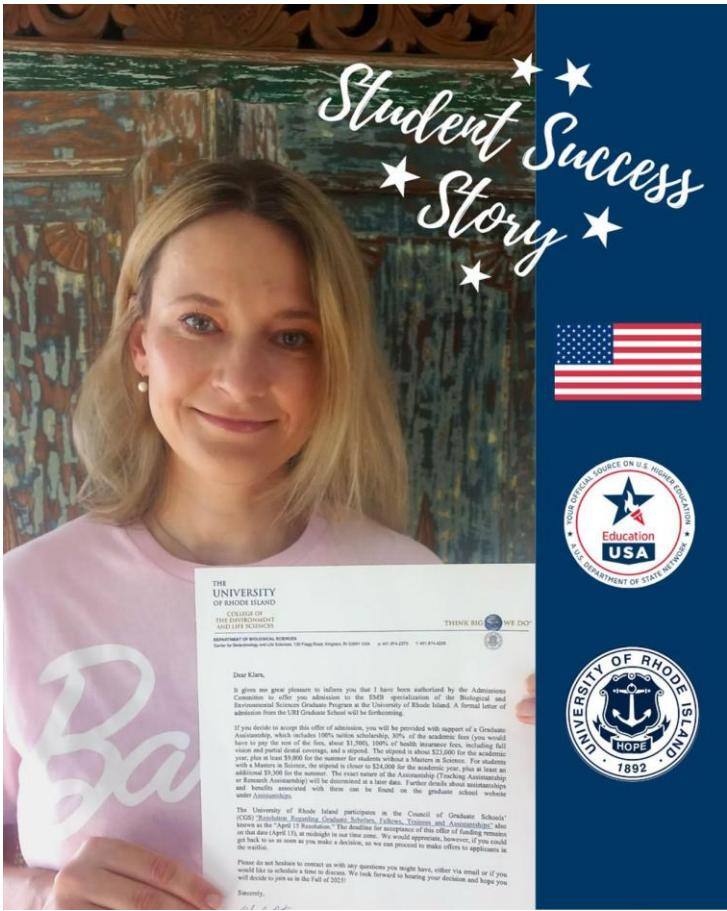 Student Success
Story
YOUR OFFICIAL SOURCE ON U.S. HIGHER EDUCATION
Education
USA
A U.S. DEPARTMENT OF STATE NETWORK
UNIVERSITY OF RHODE ISLAND
HOPE
1892
THE
UNIVERSITY
OF RHODE ISLAND
COLLEGE OF
THE ENVIRONMENT
AND LIFE SCIENCES
THINK BIG WE DO
DEPARTMENT OF BIOLOGICAL SCIENCES
Center for Biotechnology and Life Sciences, 120 Flagg Road, Kingston, RI 02881 USA
Dear Klara,
It gives me great pleasure to inform you that I have been authorized by the Admissions
Committee to offer you admission to the EMB specialization of the Biological and
Environmental Sciences Graduate Program at the University of Rhode Island. A formal letter of
admission from the URI Graduate School will be forthcoming.
If you decide to accept this offer of admission, you will be provided with support of a Graduate
Assistantship, which includes 100% tuition scholarship, 30% of the academic fees (you would
have to pay the rest of the fees, about $1,500), 100% of health insurance fees, including full
vision and partial dental coverage, and a stipend. The stipend is about $23,000 for the academic
year, plus at least $9,000 for the summer for students without a Masters in Science. For students
with a Masters in Science, the stipend is closer to $24,000 for the academic year, plus at least an
additional $9,300 for the summer. The exact nature of the Assistantship (Teaching Assistantship
or Research Assistantship) will be determined at a later date. Further details about assistantships
and benefits associated with them can be found on the graduate school website
under Assistantships.
The University of Rhode Island participates in the Council of Graduate Schools'
(CGS) "Resolution Regarding Graduate Scholars, Fellows, Trainees and Assistantships" also
known as the "April 15 Resolution." The deadline for acceptance of this offer of funding remains
on that date (April 15), at midnight in our time zone. We would appreciate, however, if you could
get back to us as soon as you make a decision, so we can proceed to make offers to applicants in
the waitlist.
Please do not hesitate to contact us with any questions you might have, either via email or if you
would like to schedule a time to discuss. We look forward to hearing your decision and hope you
will decide to join us in the Fall of 2025!
Sincerely,